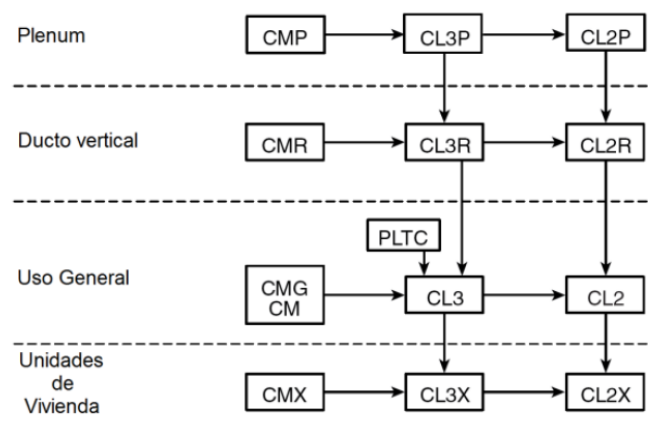 Plenum
CMP
CL3P
CL2P
Ducto vertical
CMR
CL3R
CL2R
PLTC
Uso General
CMG
CM
CL3
CL2
Unidades
de
Vivienda
CMX
CL3X
CL2X